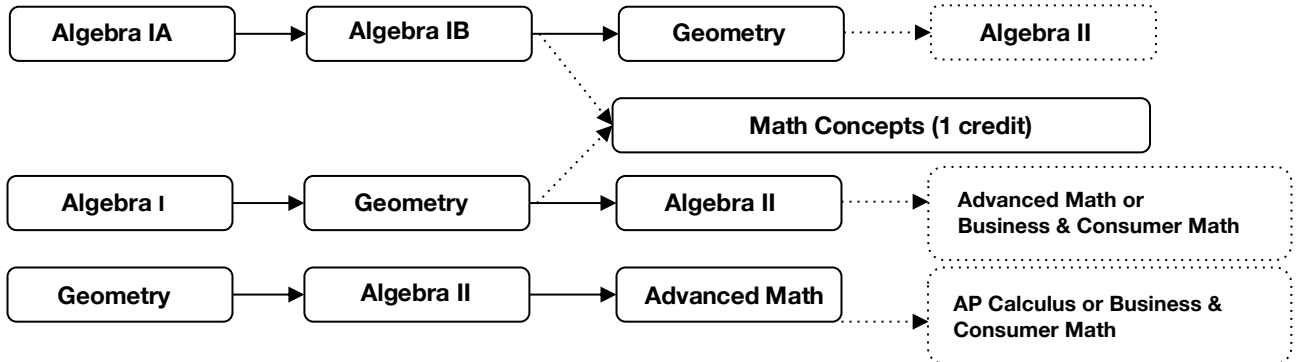 Algebra IA
Algebra IB
Geometry
Algebra II
Math Concepts (1 credit)
Algebra I
Geometry
Algebra II
Advanced Math or
Business & Consumer Math
Geometry
Algebra II
Advanced Math
AP Calculus or Business &
Consumer Math